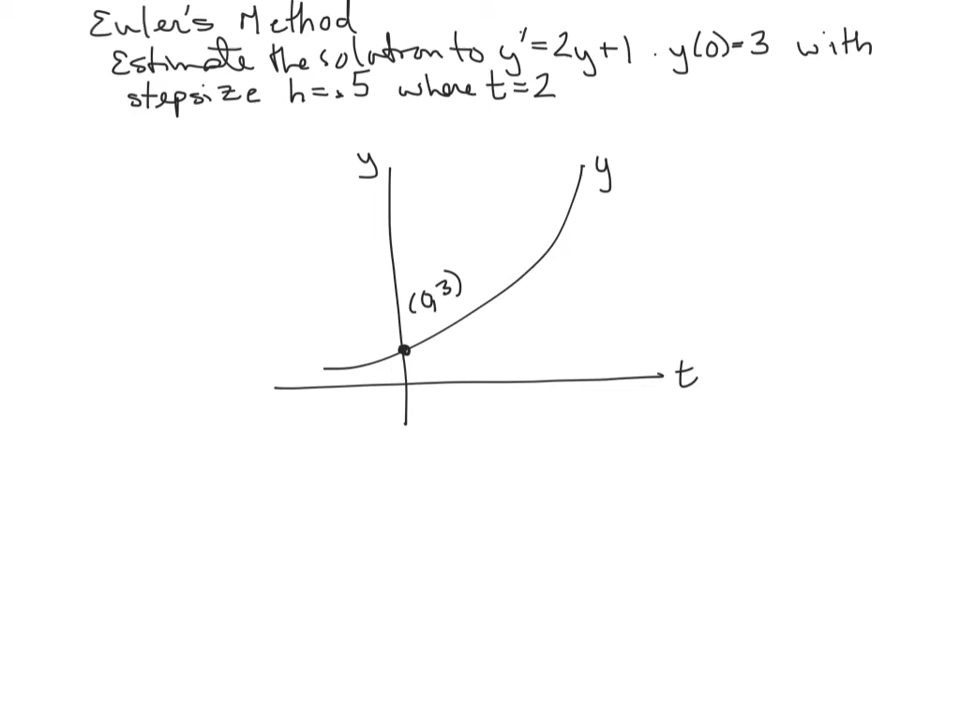 Euler's Method
Estimate the solution to y'=2y+1 . y(0)=3 with
stepsize h=.5 where t=2
y
y
(0,3)
t